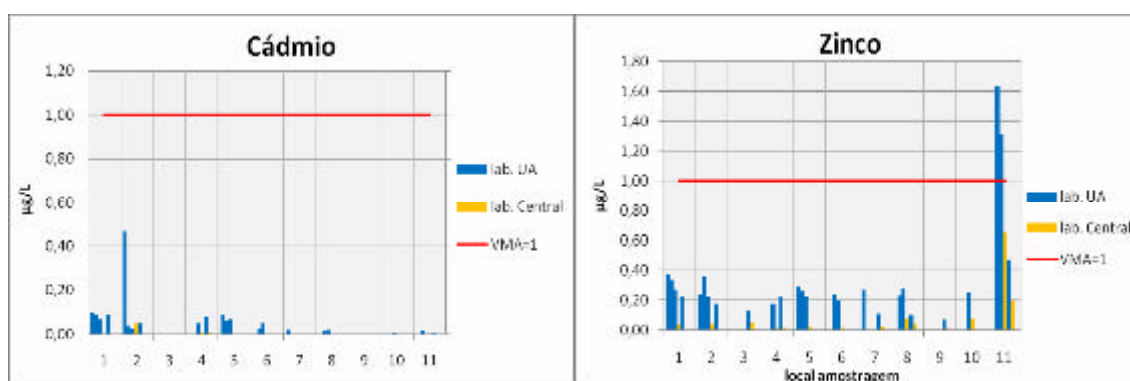 Cádmio
1,20
1,00
0,80
0,60
0,40
0,20
0,00
µg/L
1 2 3 4 5 6 7 8 9 10 11
lab. UA
lab. Central
VMA=1
Zinco
1,80
1,60
1,40
1,20
1,00
0,80
0,60
0,40
0,20
0,00
µg/L
1 2 3 4 5 6 7 8 9 10 11
local amostragem
lab. UA
lab. Central
VMA=1